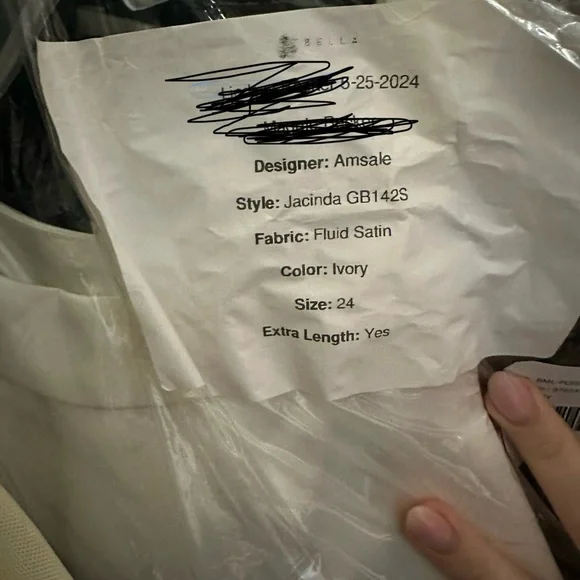 BELLA
8-25-2024
Designer: Amsale
Style: Jacinda GB142S
Fabric: Fluid Satin
Color: Ivory
Size: 24
Extra Length: Yes